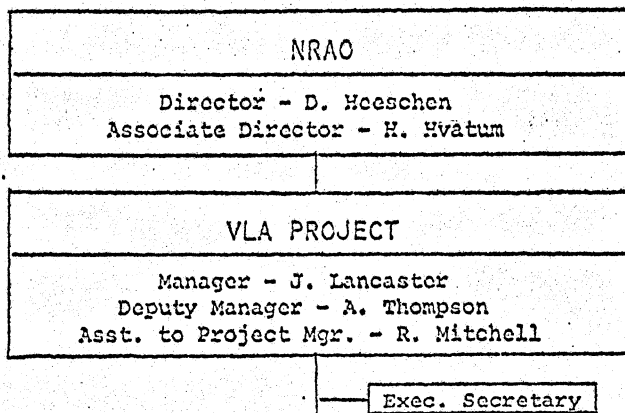 NRAO
Director - D. Heeschen
Associate Director - H. Hvatum
VLA PROJECT
Manager - J. Lancaster
Deputy Manager - A. Thompson
Asst. to Project Mgr. - R. Mitchell
Exec. Secretary